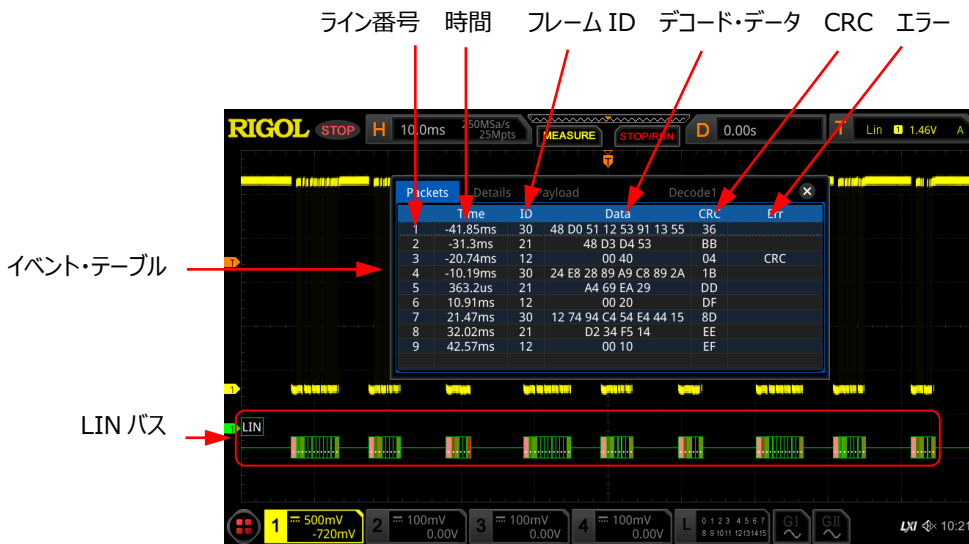 ライン番号 時間 フレーム ID デコード・データ CRC エラー
RIGOL STOP H 10.0ms 250MSa/s 25Mpts MEASURE STOP/RUN D 0.00s T Lin 1 1.46V A
T
Packets Details Payload Decode1
Time ID Data CRC Err
1 -41.85ms 30 48 D0 51 12 53 91 13 55 36
2 -31.3ms 21 48 D3 D4 53 BB
3 -20.74ms 12 00 40 04 CRC
4 -10.19ms 30 24 E8 28 89 A9 C8 89 2A 1B
5 363.2us 21 A4 69 EA 29 DD
6 10.91ms 12 00 20 DF
7 21.47ms 30 12 74 94 C4 54 E4 44 15 8D
8 32.02ms 21 D2 34 F5 14 EE
9 42.57ms 12 00 10 EF
イベント・テーブル
T
1
LIN バス
1 LIN
1 500mV -720mV 2 100mV 0.00V 3 100mV 0.00V 4 100mV 0.00V L 0 1 2 3 4 5 6 7 8 9 1011 12131415 GI GII LXI 10:21